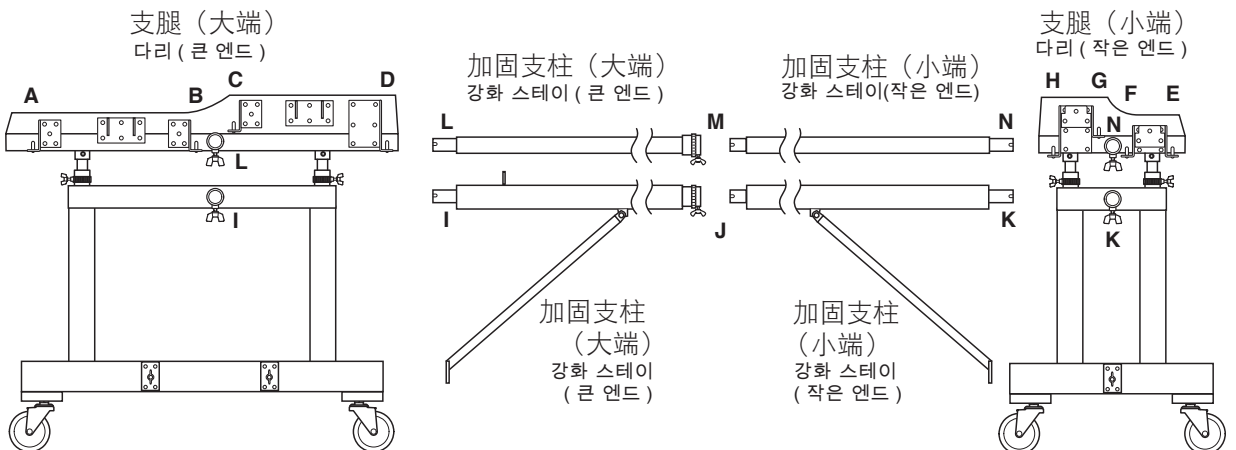 支腿（大端）
다리 ( 큰 엔드 )
A
B
C
D
L
I
加固支柱（大端）
강화 스테이 ( 큰 엔드 )
L
M
I
J
加固支柱
（大端）
강화 스테이
( 큰 엔드 )
加固支柱（小端）
강화 스테이(작은 엔드)
N
K
加固支柱
（小端）
강화 스테이
( 작은 엔드 )
支腿（小端）
다리 ( 작은 엔드 )
H
G
F
E
N
K